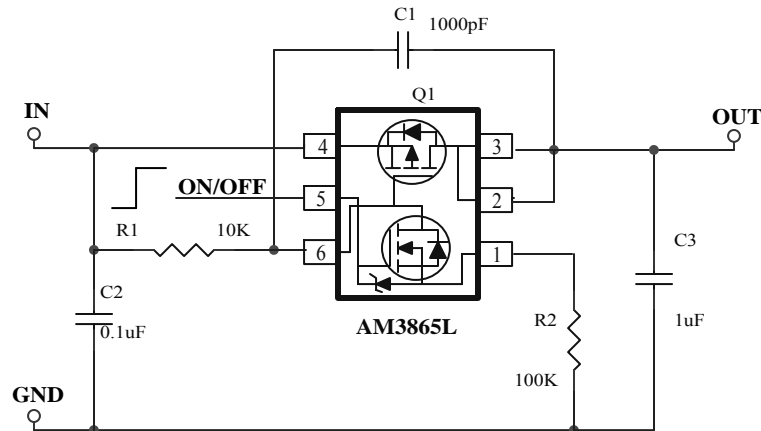 C1
1000pF
IN
Q1
OUT
4
3
ON/OFF
5
2
R1
10K
6
1
C3
C2
0.1uF
AM3865L
R2
1uF
100K
GND